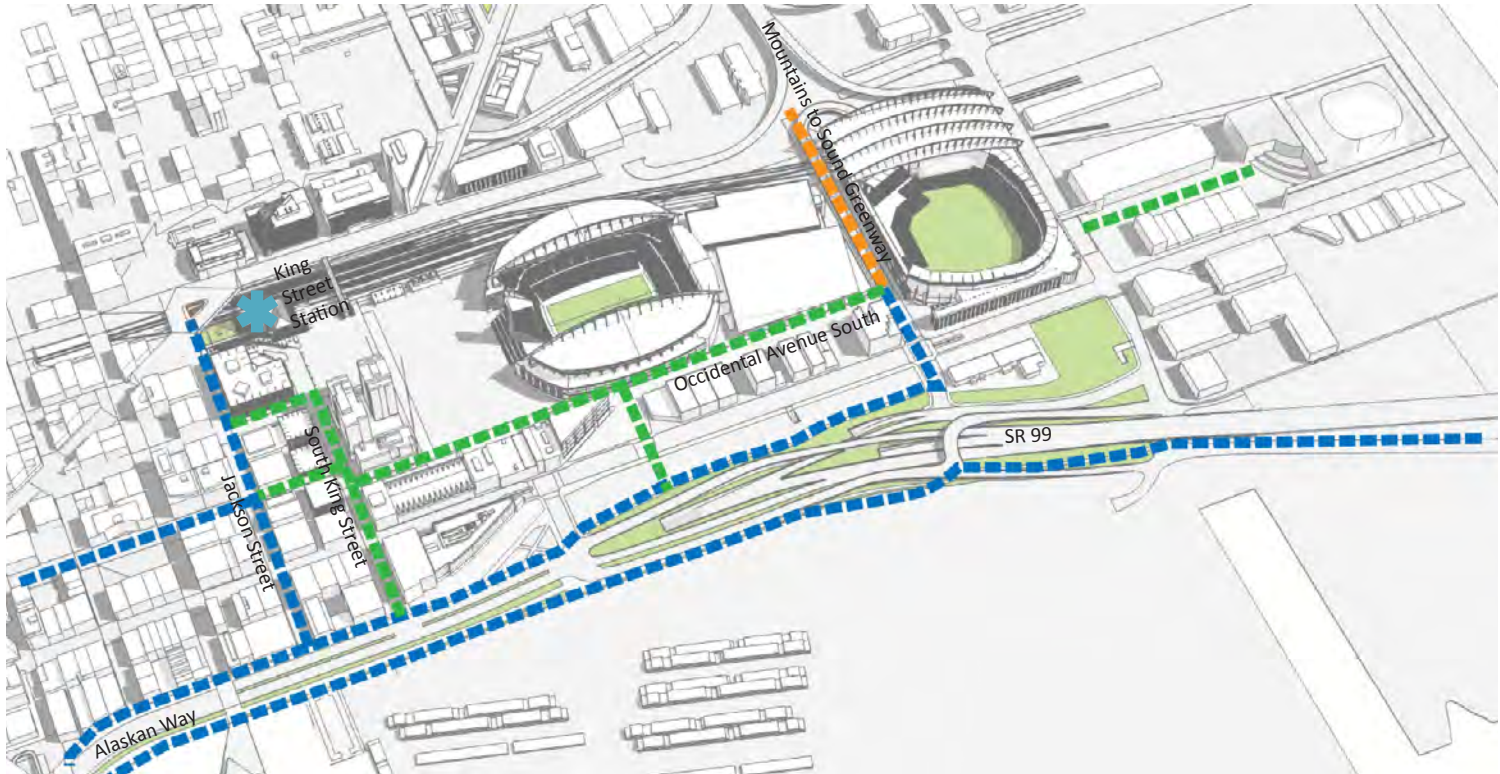 Mountains to Sound Greenway
King
Street
Station
Occidental Avenue South
SR 99
South King Street
Jackson Street
Alaskan Way